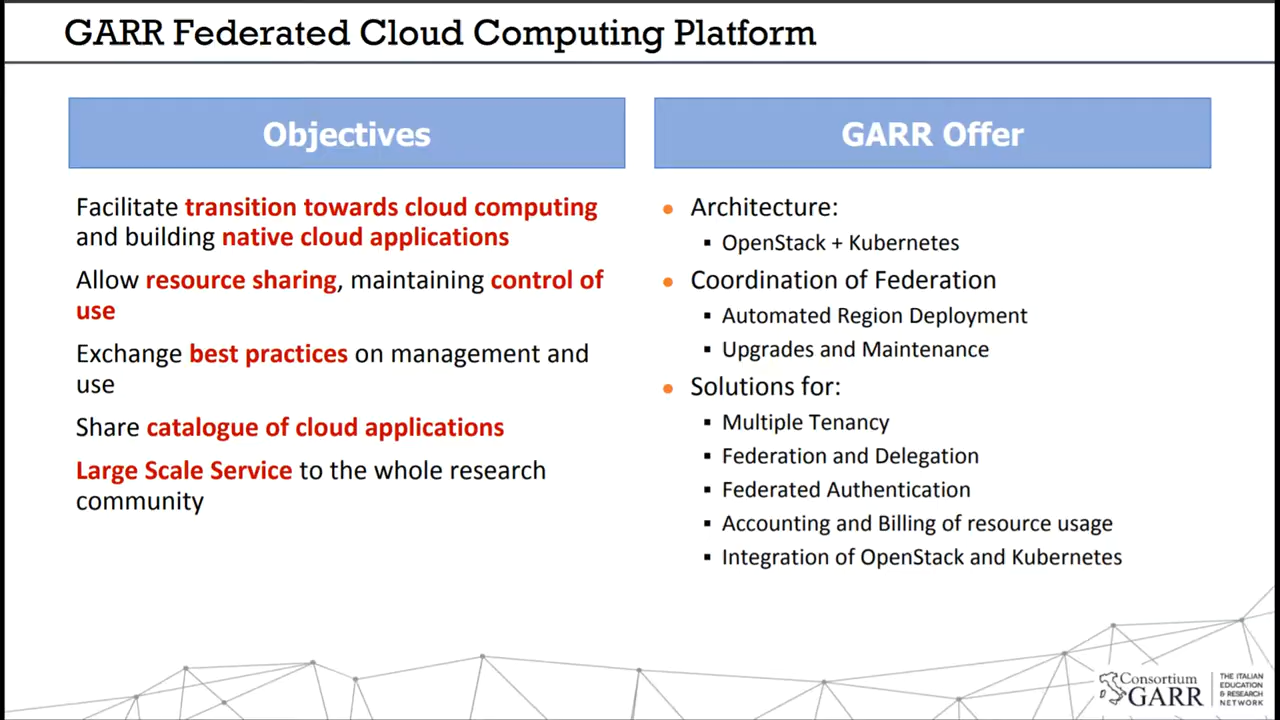 GARR Federated Cloud Computing Platform
Objectives
Facilitate transition towards cloud computing
and building native cloud applications
Allow resource sharing, maintaining control of
use
Exchange best practices on management and
use
Share catalogue of cloud applications
Large Scale Service to the whole research
community
GARR Offer
Architecture:
OpenStack + Kubernetes
Coordination of Federation
Automated Region Deployment
Upgrades and Maintenance
Solutions for:
Multiple Tenancy
Federation and Delegation
Federated Authentication
Accounting and Billing of resource usage
Integration of OpenStack and Kubernetes
Consortium
GARR
THE ITALIAN
EDUCATION
& RESEARCH
NETWORK